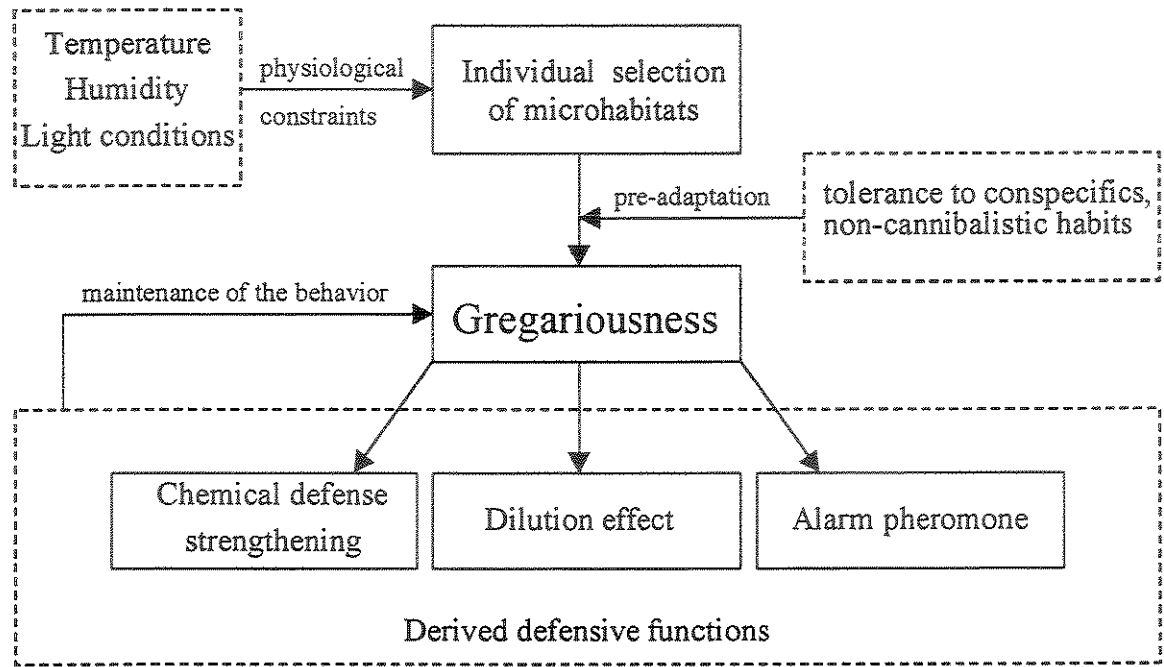 Temperature
Humidity
Light conditions
physiological
constraints
Individual selection
of microhabitats
pre-adaptation
tolerance to conspecifics,
non-cannibalistic habits
maintenance of the behavior
Gregariousness
Chemical defense
strengthening
Dilution effect
Alarm pheromone
Derived defensive functions